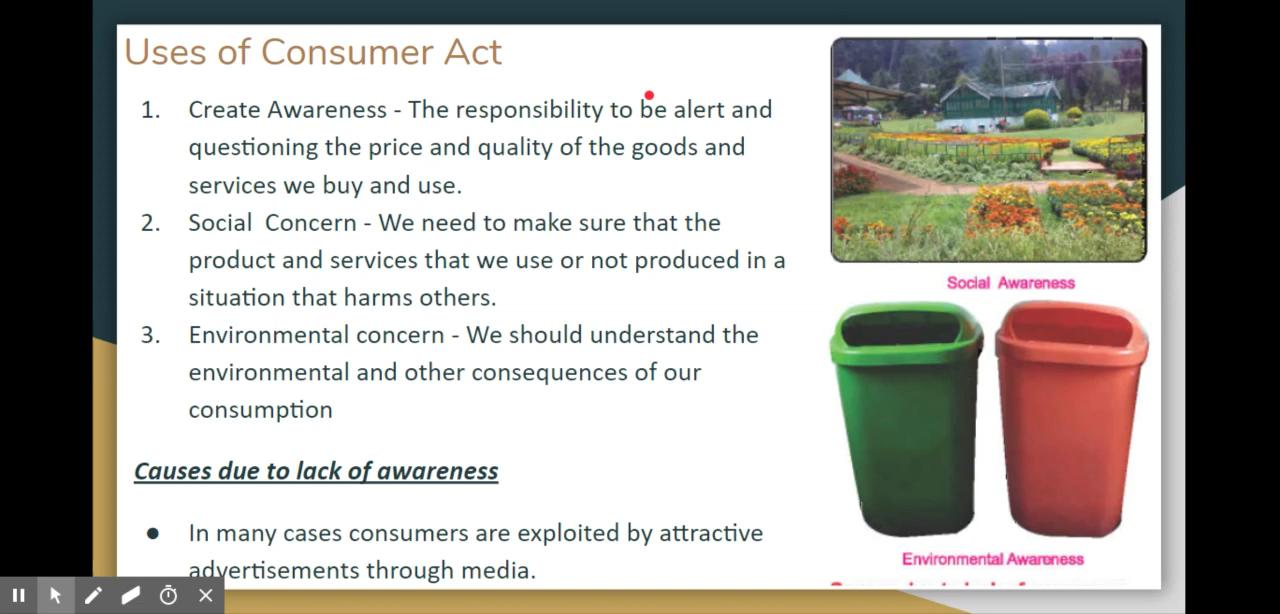 Uses of Consumer Act
1. Create Awareness - The responsibility to be alert and
questioning the price and quality of the goods and
services we buy and use.
2. Social Concern - We need to make sure that the
product and services that we use or not produced in a
situation that harms others.
3. Environmental concern - We should understand the
environmental and other consequences of our
consumption
Causes due to lack of awareness
● In many cases consumers are exploited by attractive
advertisements through media.
Social Awareness
Environmental Awareness